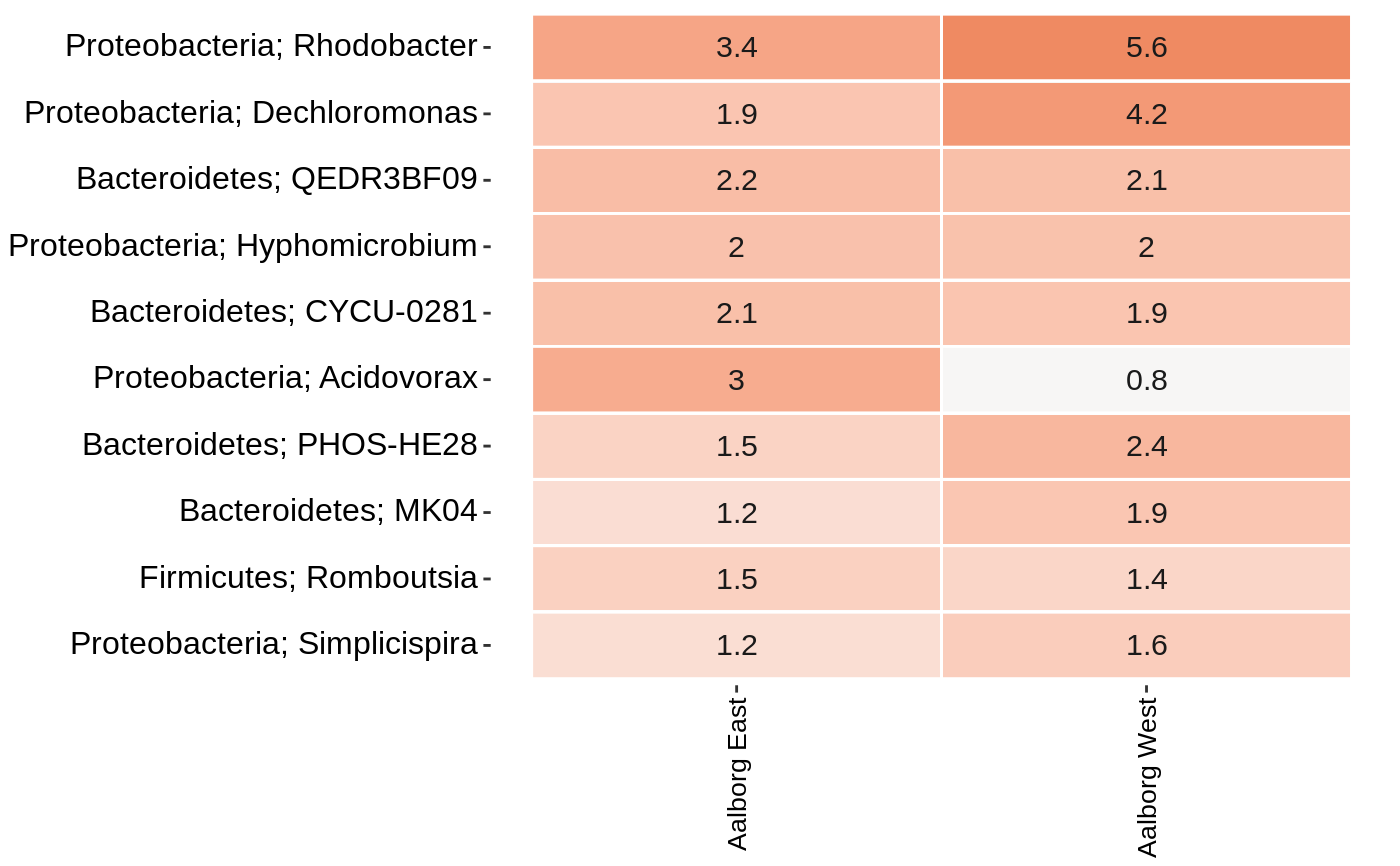 Proteobacteria; Rhodobacter 3.4 5.6
Proteobacteria; Dechloromonas 1.9 4.2
Bacteroidetes; QEDR3BF09 2.2 2.1
Proteobacteria; Hyphomicrobium 2 2
Bacteroidetes; CYCU-0281 2.1 1.9
Proteobacteria; Acidovorax 3 0.8
Bacteroidetes; PHOS-HE28 1.5 2.4
Bacteroidetes; MK04 1.2 1.9
Firmicutes; Romboutsia 1.5 1.4
Proteobacteria; Simplicispira 1.2 1.6
Aalborg East
Aalborg West